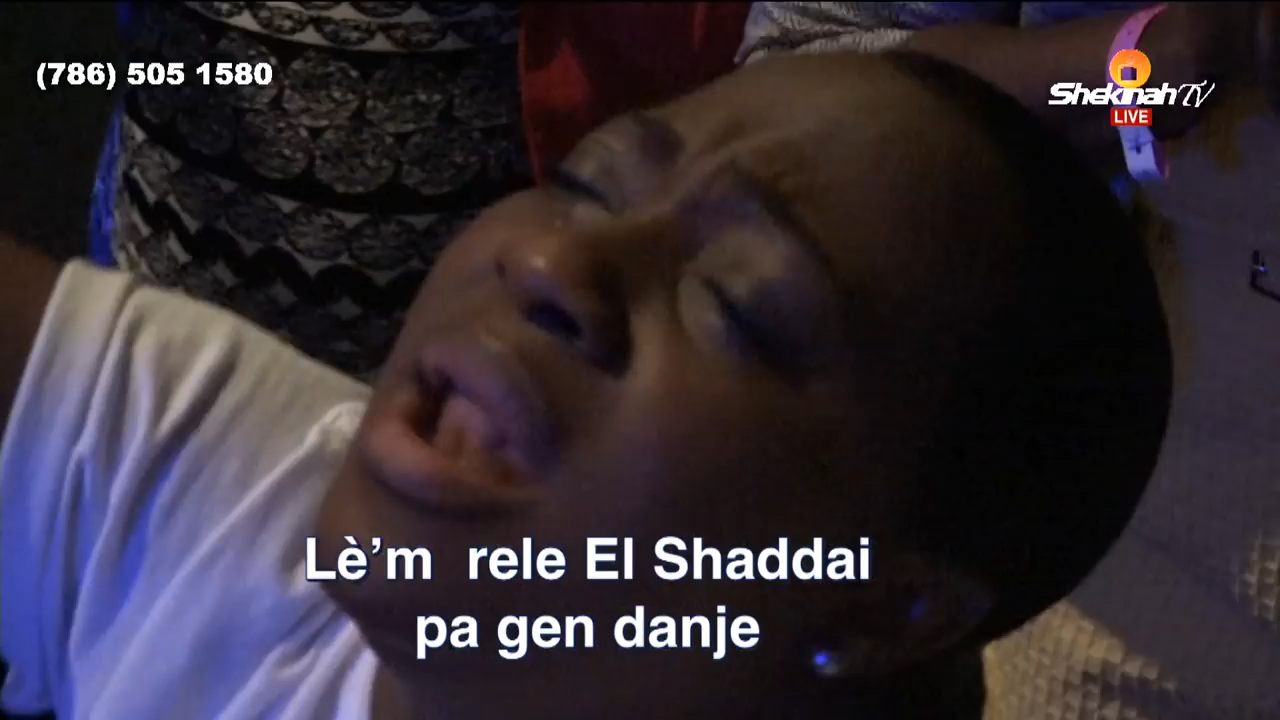 (786) 505 1580
Shekinah TV
LIVE
Lè’m rele El Shaddai
pa gen danje